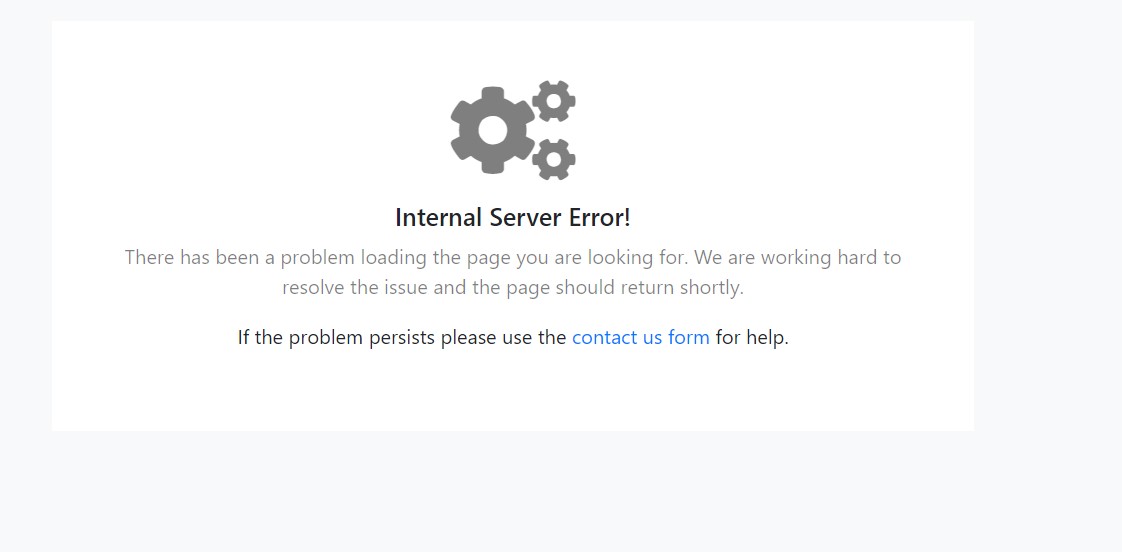 Internal Server Error!
There has been a problem loading the page you are looking for. We are working hard to
resolve the issue and the page should return shortly.
If the problem persists please use the contact us form for help.